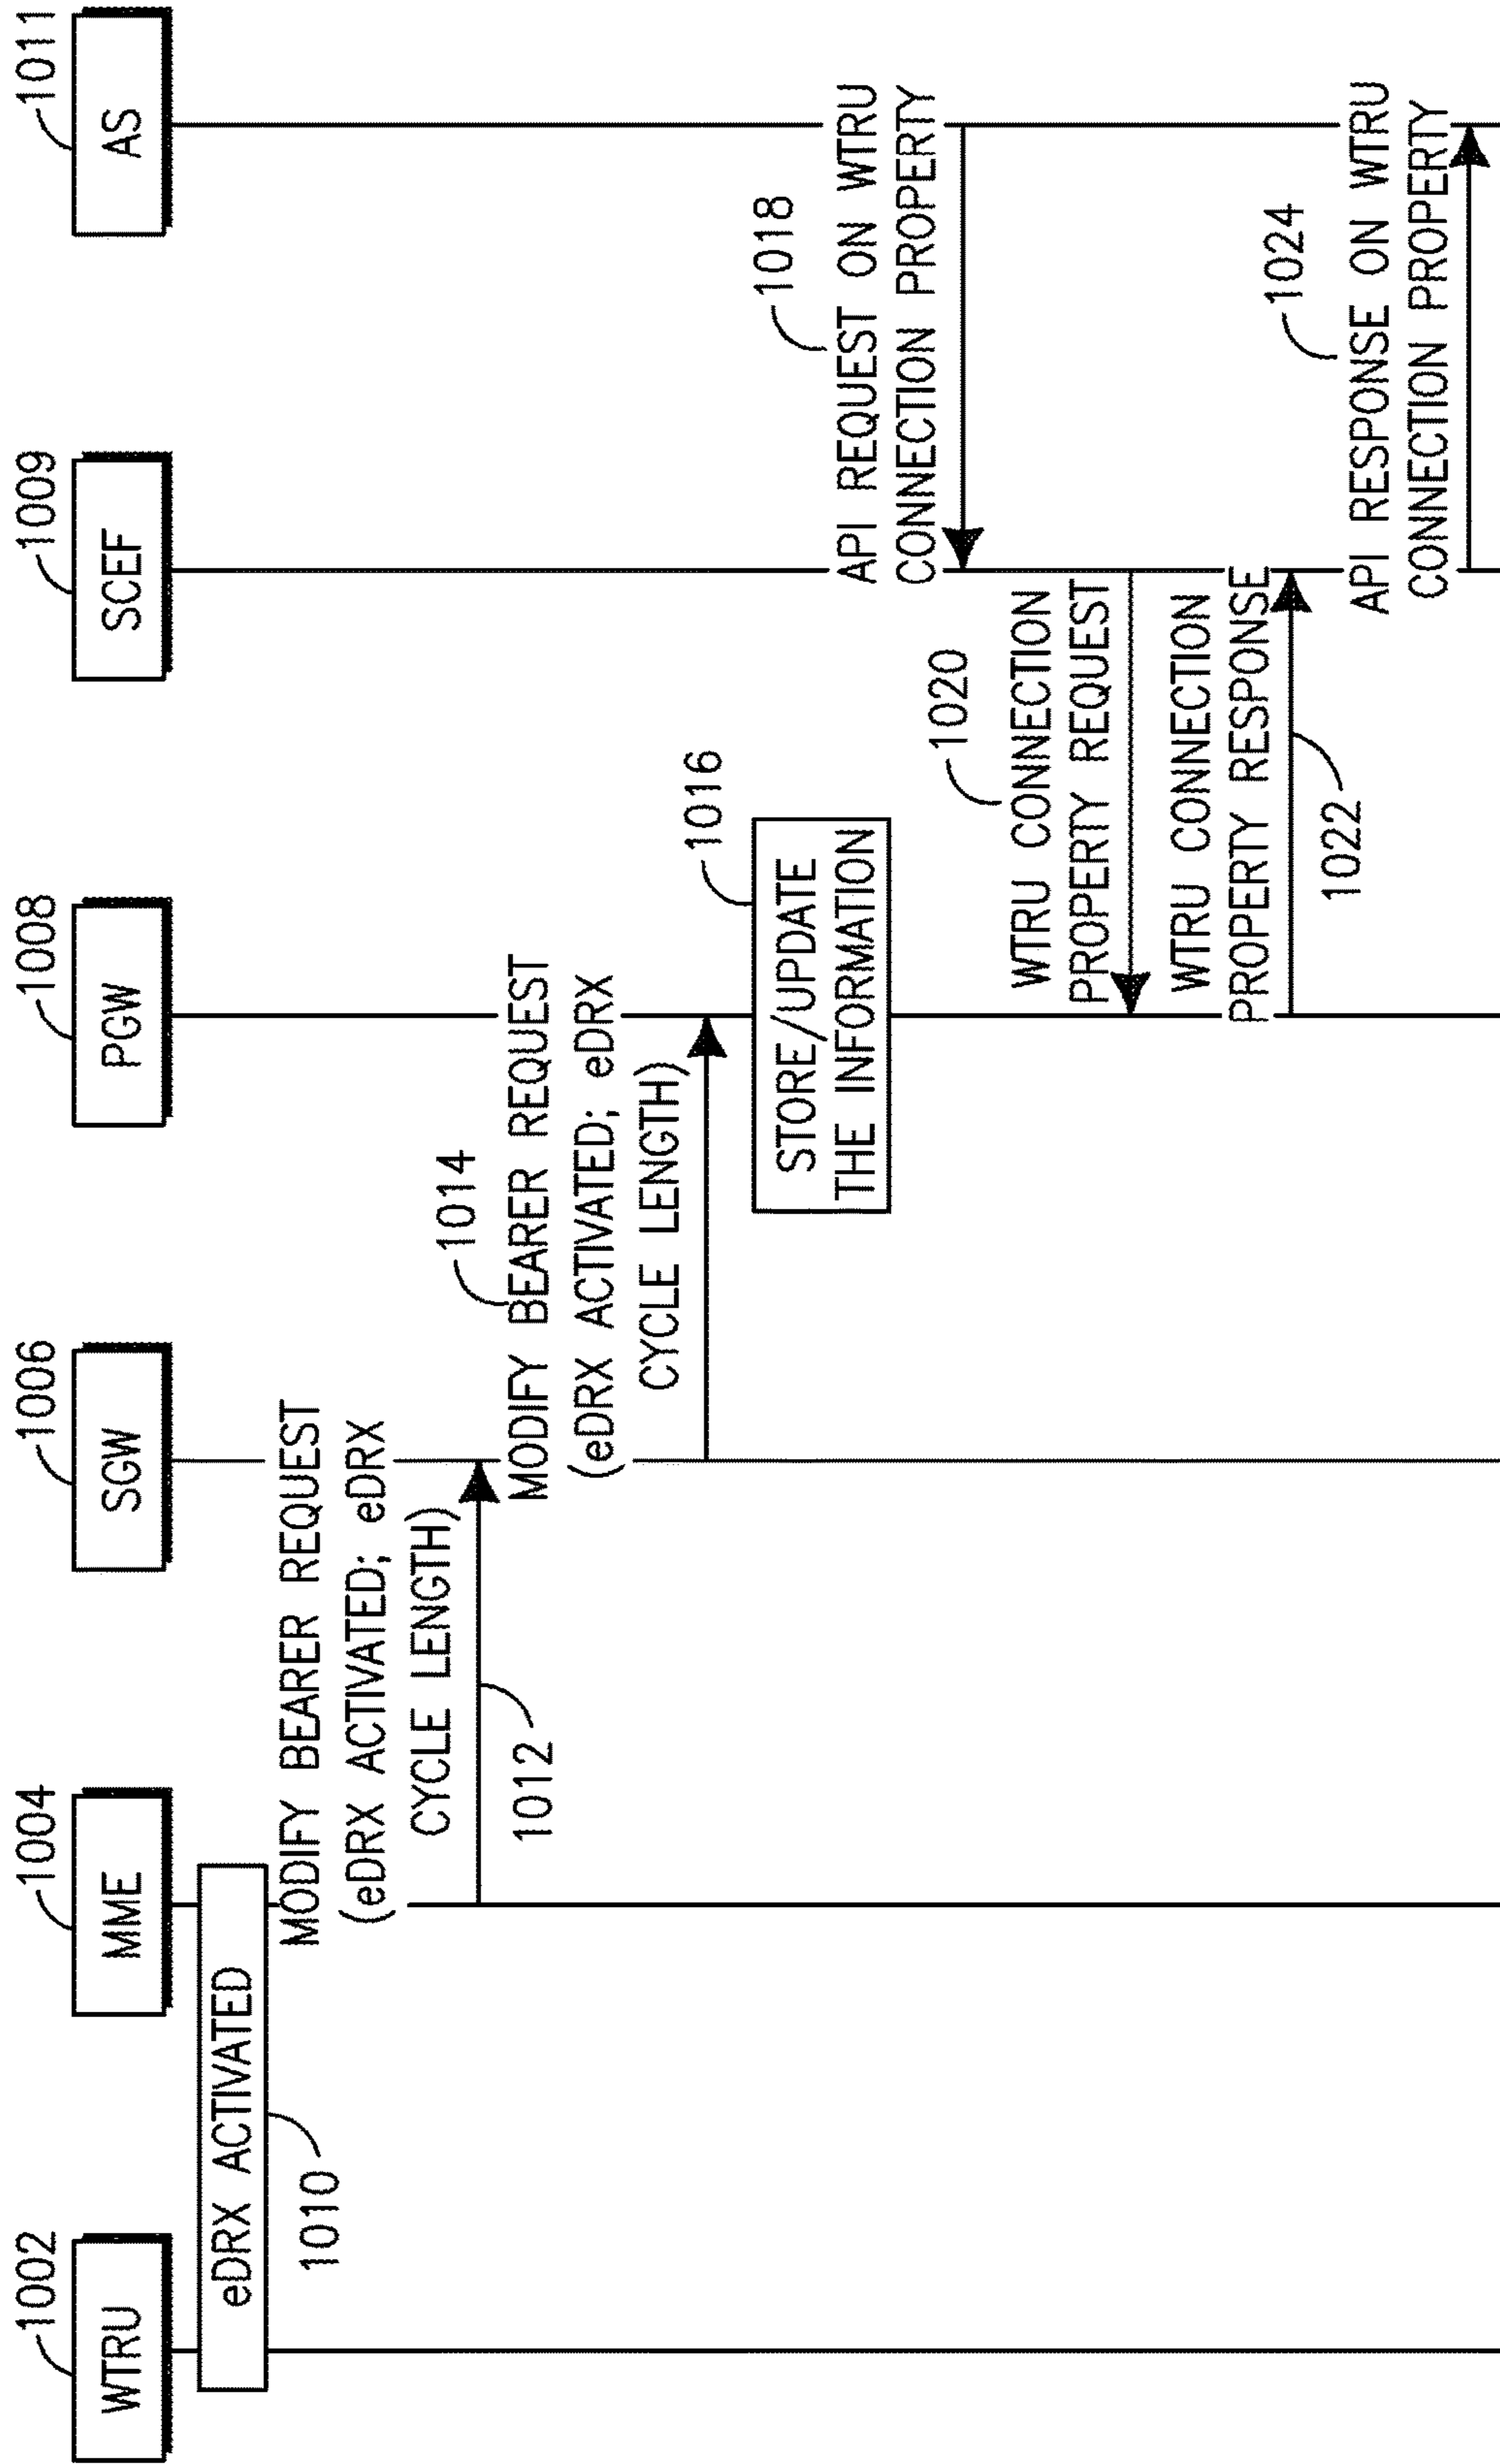 1002
WTRU
1004
MME
1006
SGW
1008
PGW
1009
SCEF
1011
AS
eDRX ACTIVATED
1010
MODIFY BEARER REQUEST
(eDRX ACTIVATED; eDRX
CYCLE LENGTH)
1012
1014
MODIFY BEARER REQUEST
(eDRX ACTIVATED; eDRX
CYCLE LENGTH)
1016
STORE/UPDATE
THE INFORMATION
1018
API REQUEST ON WTRU
CONNECTION PROPERTY
1020
WTRU CONNECTION
PROPERTY REQUEST
WTRU CONNECTION
PROPERTY RESPONSE
1022
1024
API RESPONSE ON WTRU
CONNECTION PROPERTY